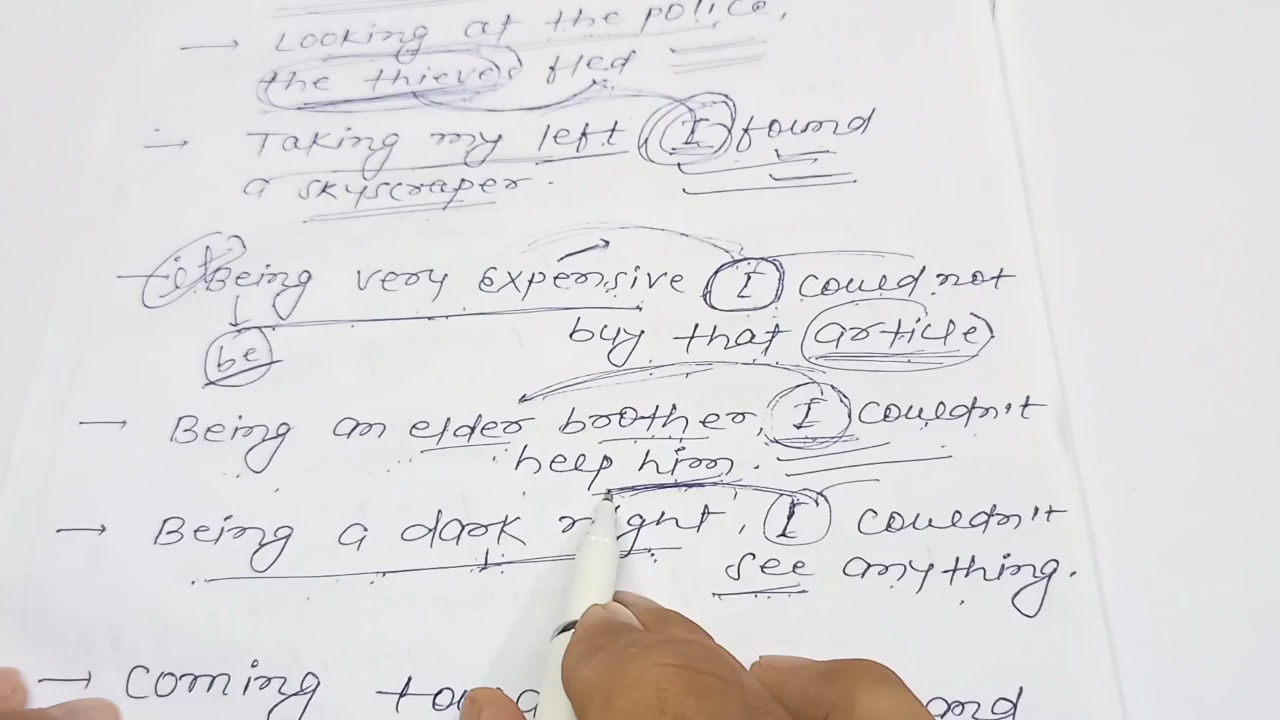 → Looking at the police,
the thieves fled
→ Taking my left I found
a skyscraper.
it Being very expensive I could not
be buy that article
→ Being an elder brother, I couldn't
help him.
→ Being a dark night, I couldn't
see anything.
→ Coming